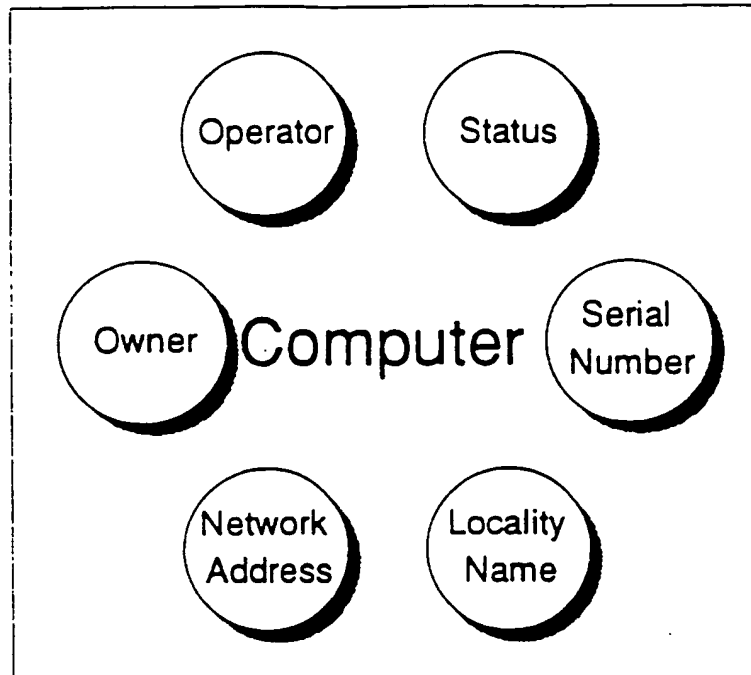 Operator
Status
Owner
Computer
Serial
Number
Network
Address
Locality
Name